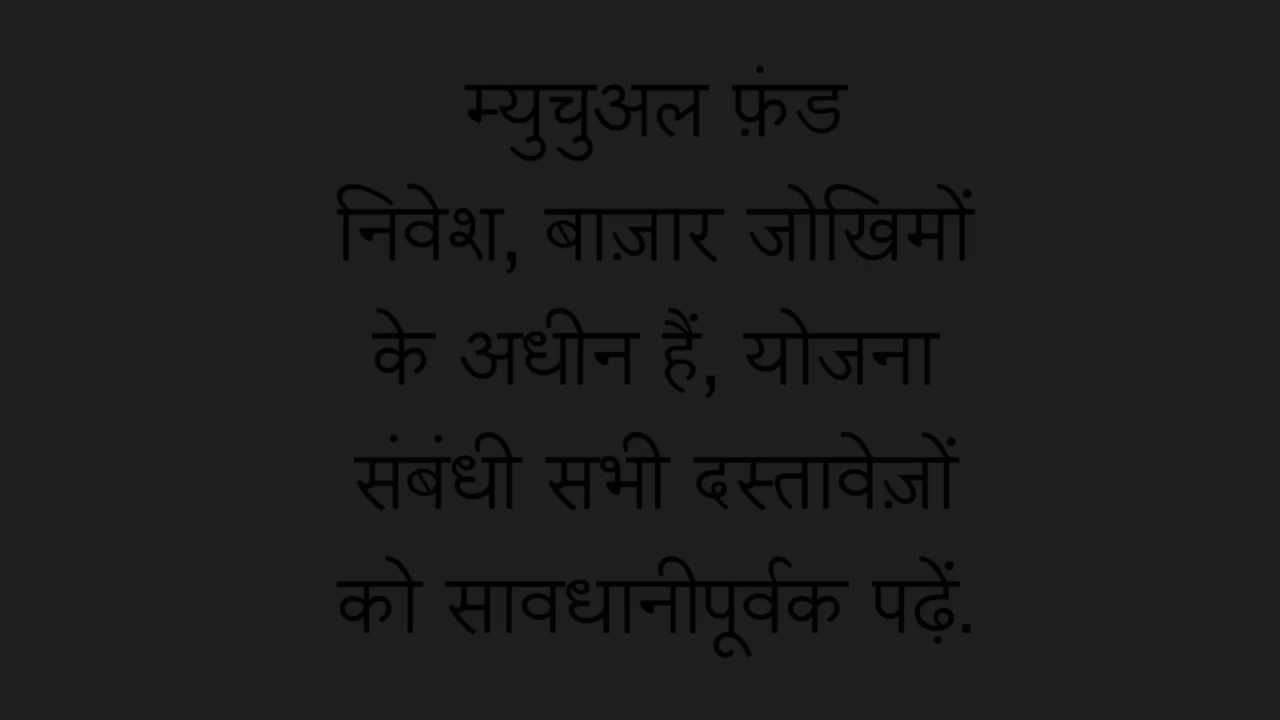 म्युचुअल फ़ंड
निवेश, बाज़ार जोखिमों
के अधीन हैं, योजना
संबंधी सभी दस्तावेज़ों
को सावधानीपूर्वक पढ़ें.